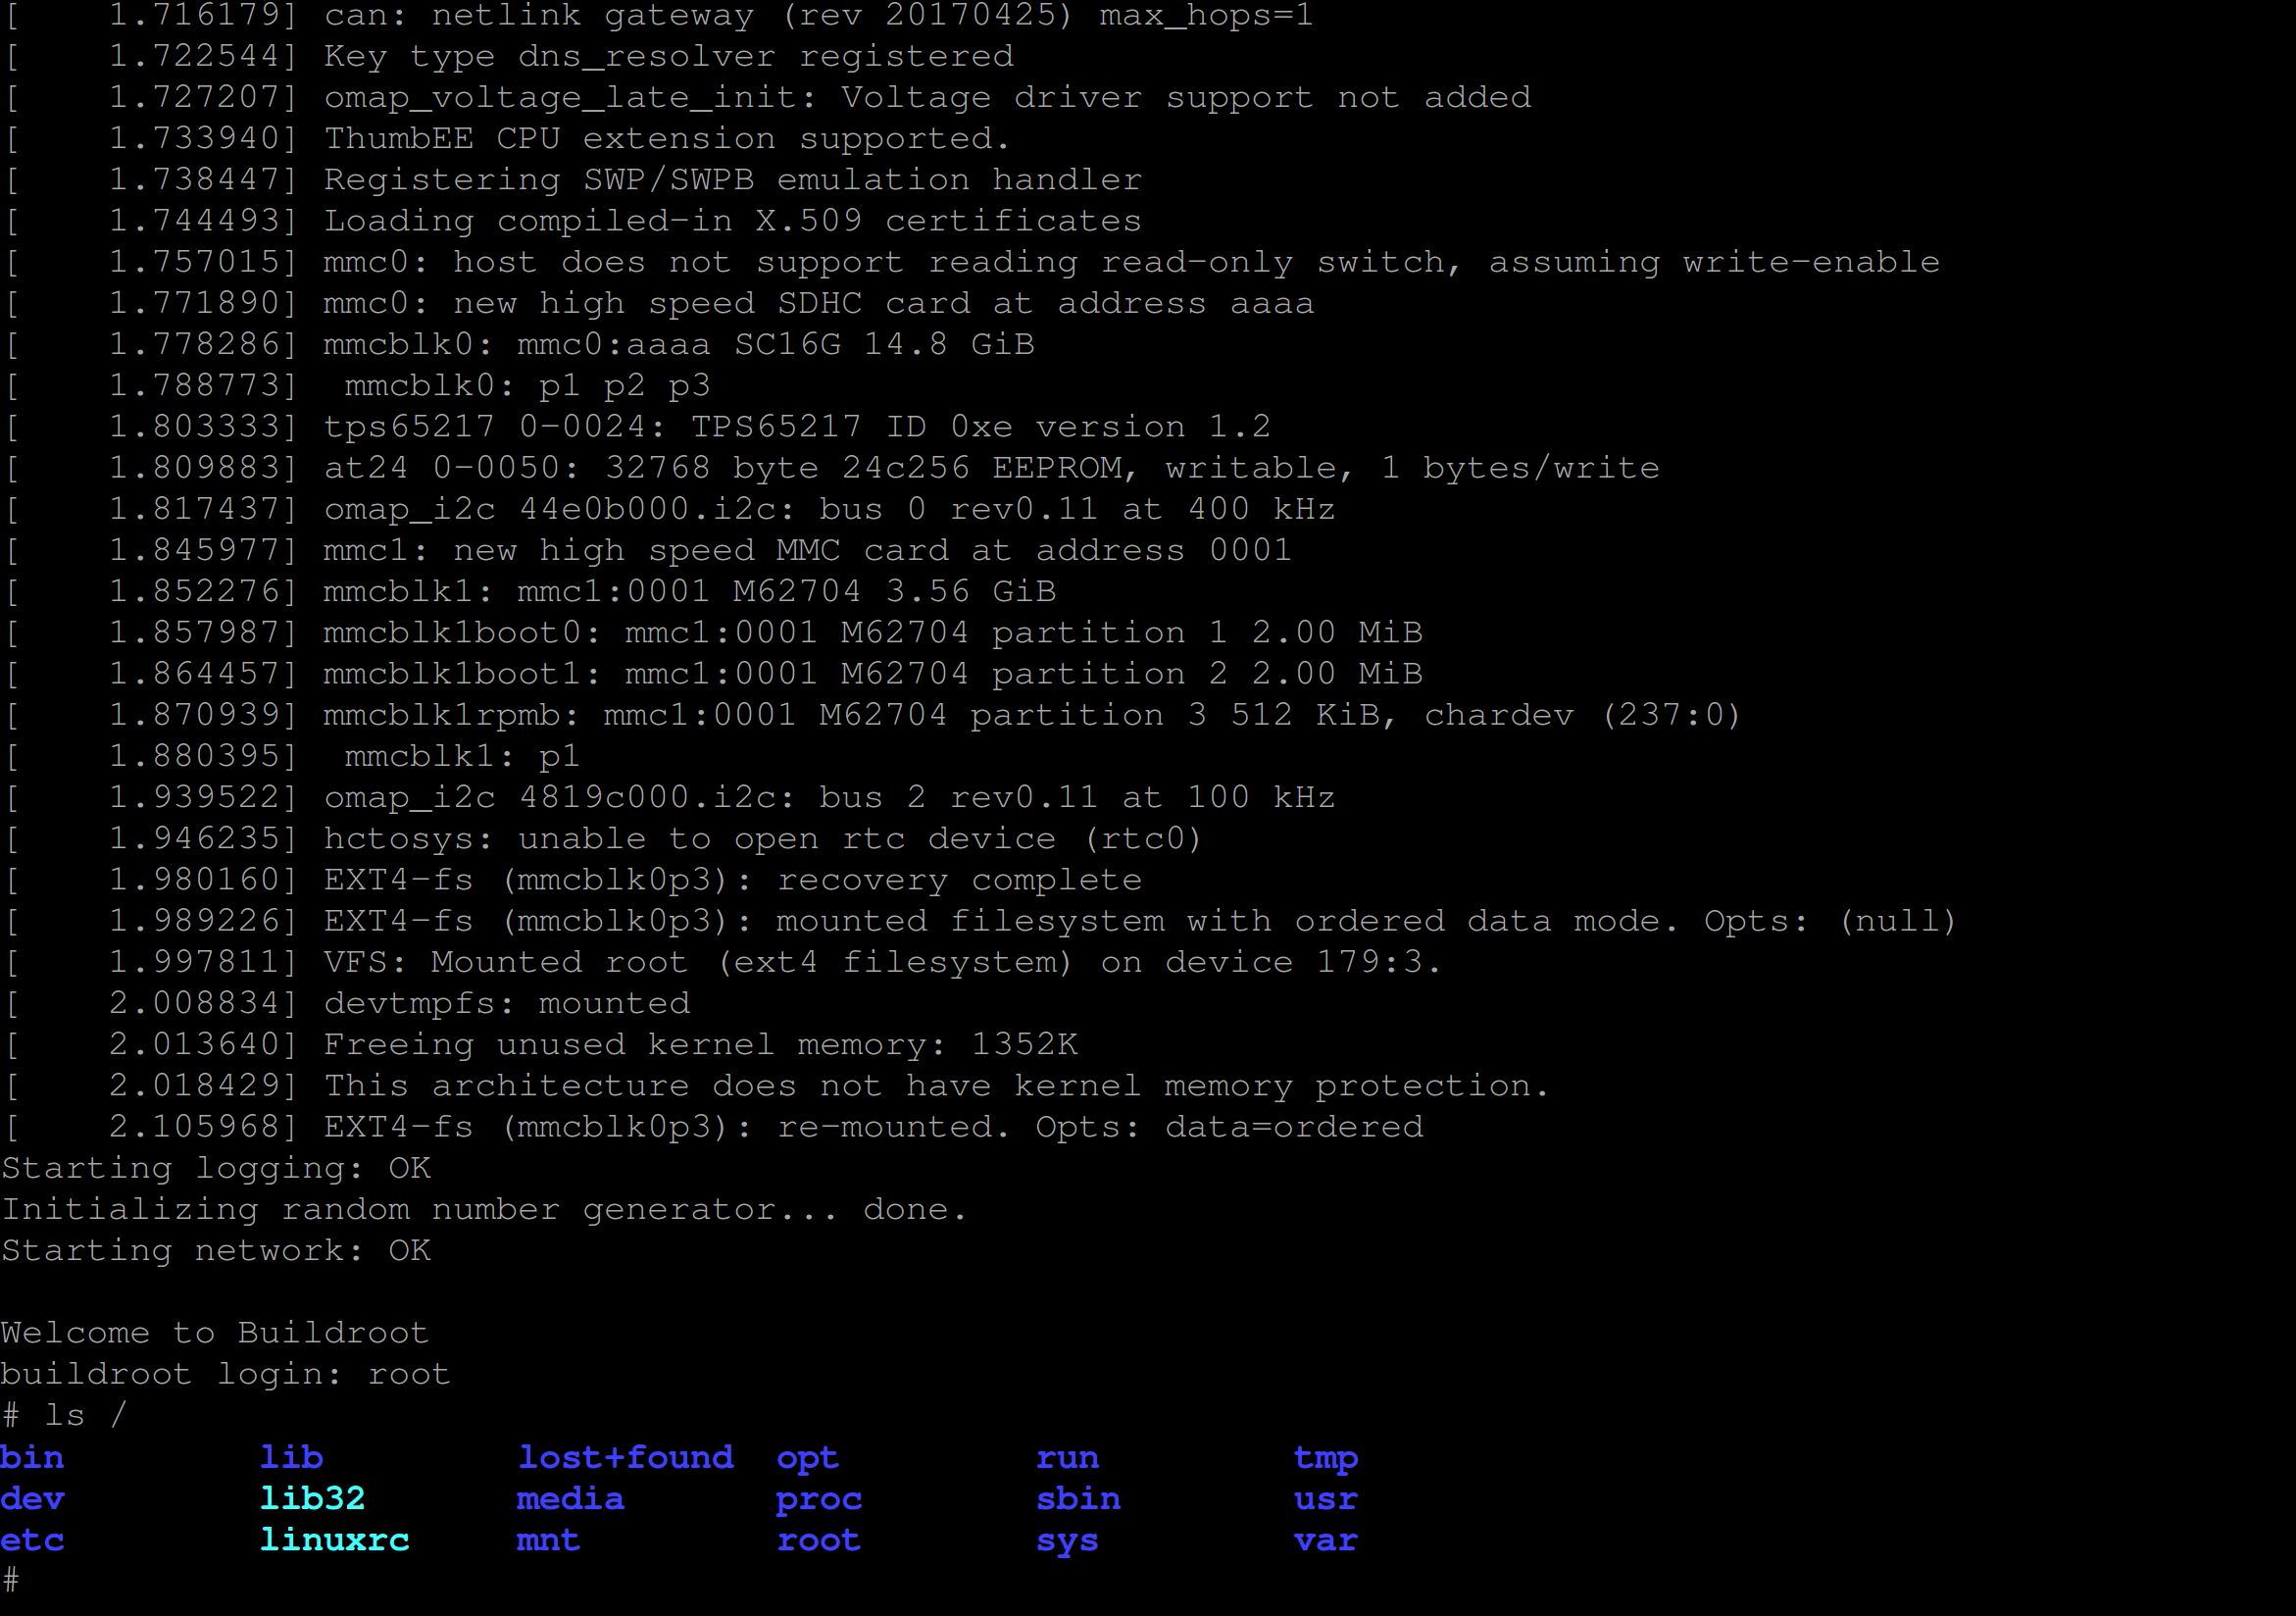 [    1.716179] can: netlink gateway (rev 20170425) max_hops=1
[    1.722544] Key type dns_resolver registered
[    1.727207] omap_voltage_late_init: Voltage driver support not added
[    1.733940] ThumbEE CPU extension supported.
[    1.738447] Registering SWP/SWPB emulation handler
[    1.744493] Loading compiled-in X.509 certificates
[    1.757015] mmc0: host does not support reading read-only switch, assuming write-enable
[    1.771890] mmc0: new high speed SDHC card at address aaaa
[    1.778286] mmcblk0: mmc0:aaaa SC16G 14.8 GiB
[    1.788773]  mmcblk0: p1 p2 p3
[    1.803333] tps65217 0-0024: TPS65217 ID 0xe version 1.2
[    1.809883] at24 0-0050: 32768 byte 24c256 EEPROM, writable, 1 bytes/write
[    1.817437] omap_i2c 44e0b000.i2c: bus 0 rev0.11 at 400 kHz
[    1.845977] mmc1: new high speed MMC card at address 0001
[    1.852276] mmcblk1: mmc1:0001 M62704 3.56 GiB
[    1.857987] mmcblk1boot0: mmc1:0001 M62704 partition 1 2.00 MiB
[    1.864457] mmcblk1boot1: mmc1:0001 M62704 partition 2 2.00 MiB
[    1.870939] mmcblk1rpmb: mmc1:0001 M62704 partition 3 512 KiB, chardev (237:0)
[    1.880395]  mmcblk1: p1
[    1.939522] omap_i2c 4819c000.i2c: bus 2 rev0.11 at 100 kHz
[    1.946235] hctosys: unable to open rtc device (rtc0)
[    1.980160] EXT4-fs (mmcblk0p3): recovery complete
[    1.989226] EXT4-fs (mmcblk0p3): mounted filesystem with ordered data mode. Opts: (null)
[    1.997811] VFS: Mounted root (ext4 filesystem) on device 179:3.
[    2.008834] devtmpfs: mounted
[    2.013640] Freeing unused kernel memory: 1352K
[    2.018429] This architecture does not have kernel memory protection.
[    2.105968] EXT4-fs (mmcblk0p3): re-mounted. Opts: data=ordered
Starting logging: OK
Initializing random number generator... done.
Starting network: OK

Welcome to Buildroot
buildroot login: root
# ls /
bin         lib         lost+found  opt         run         tmp
dev         lib32       media       proc        sbin        usr
etc         linuxrc     mnt         root        sys         var
#